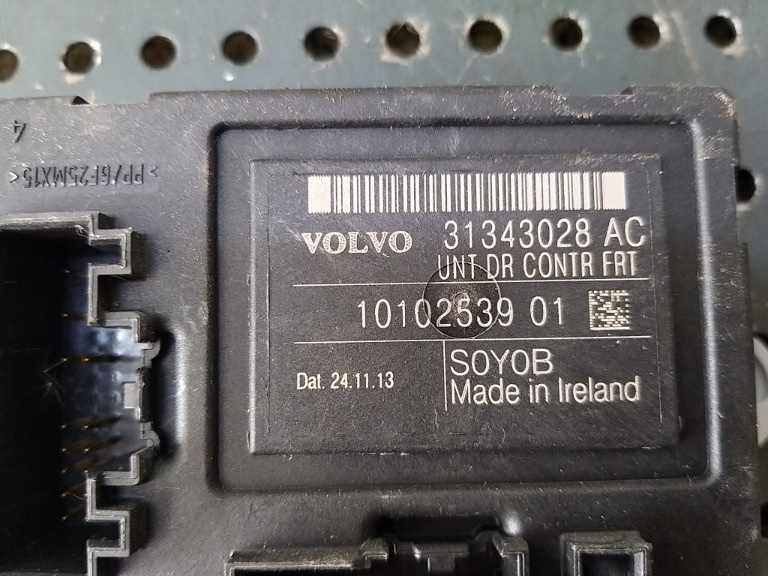 4
>PP/6F25MX15<
VOLVO 31343028 AC
UNT DR CONTR FRT
10102539 01
Dat. 24.11.13
SOYOB
Made in Ireland